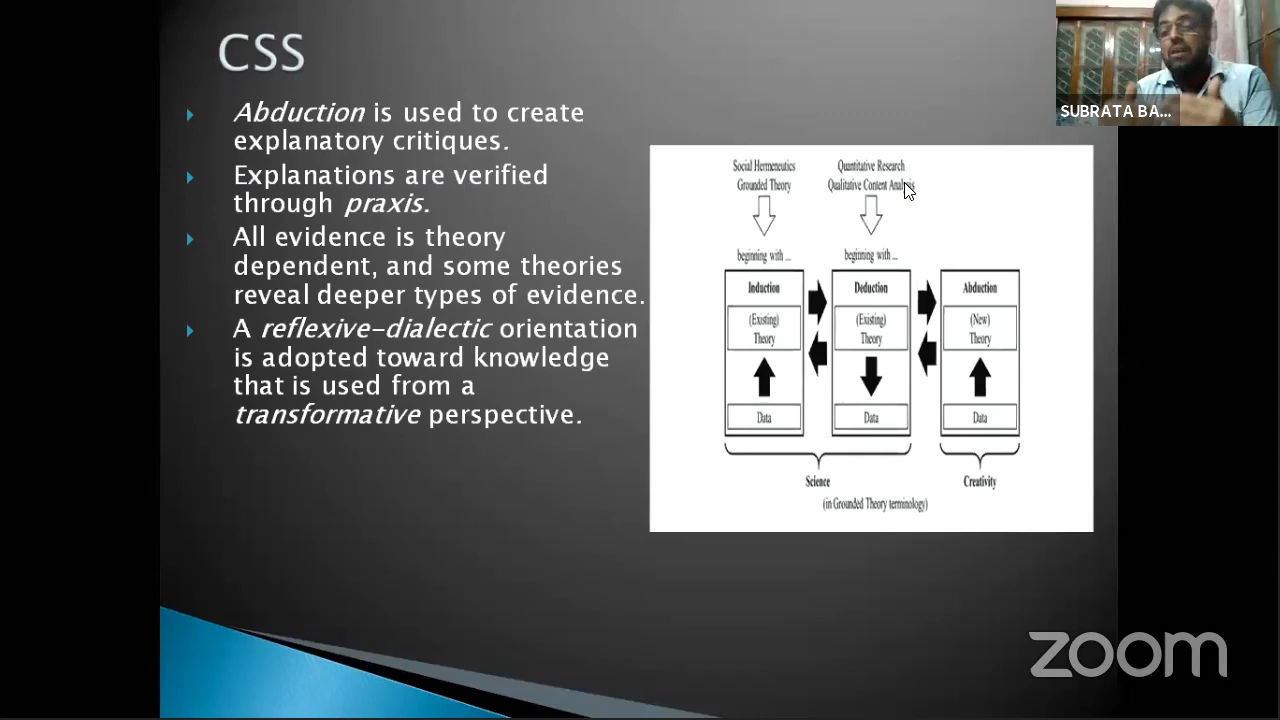 CSS
Abduction is used to create
explanatory critiques.
Explanations are verified
through praxis.
All evidence is theory
dependent, and some theories
reveal deeper types of evidence.
A reflexive-dialectic orientation
is adopted toward knowledge
that is used from a
transformative perspective.
Social Hermeneutics
Grounded Theory
Quantitative Research
Qualitative Content Analysis
beginning with ...
beginning with ...
Induction
Deduction
Abduction
(Existing)
Theory
(Existing)
Theory
(New)
Theory
Data
Data
Data
Science
Creativity
(in Grounded Theory terminology)
SUBRATA BA...
zoom